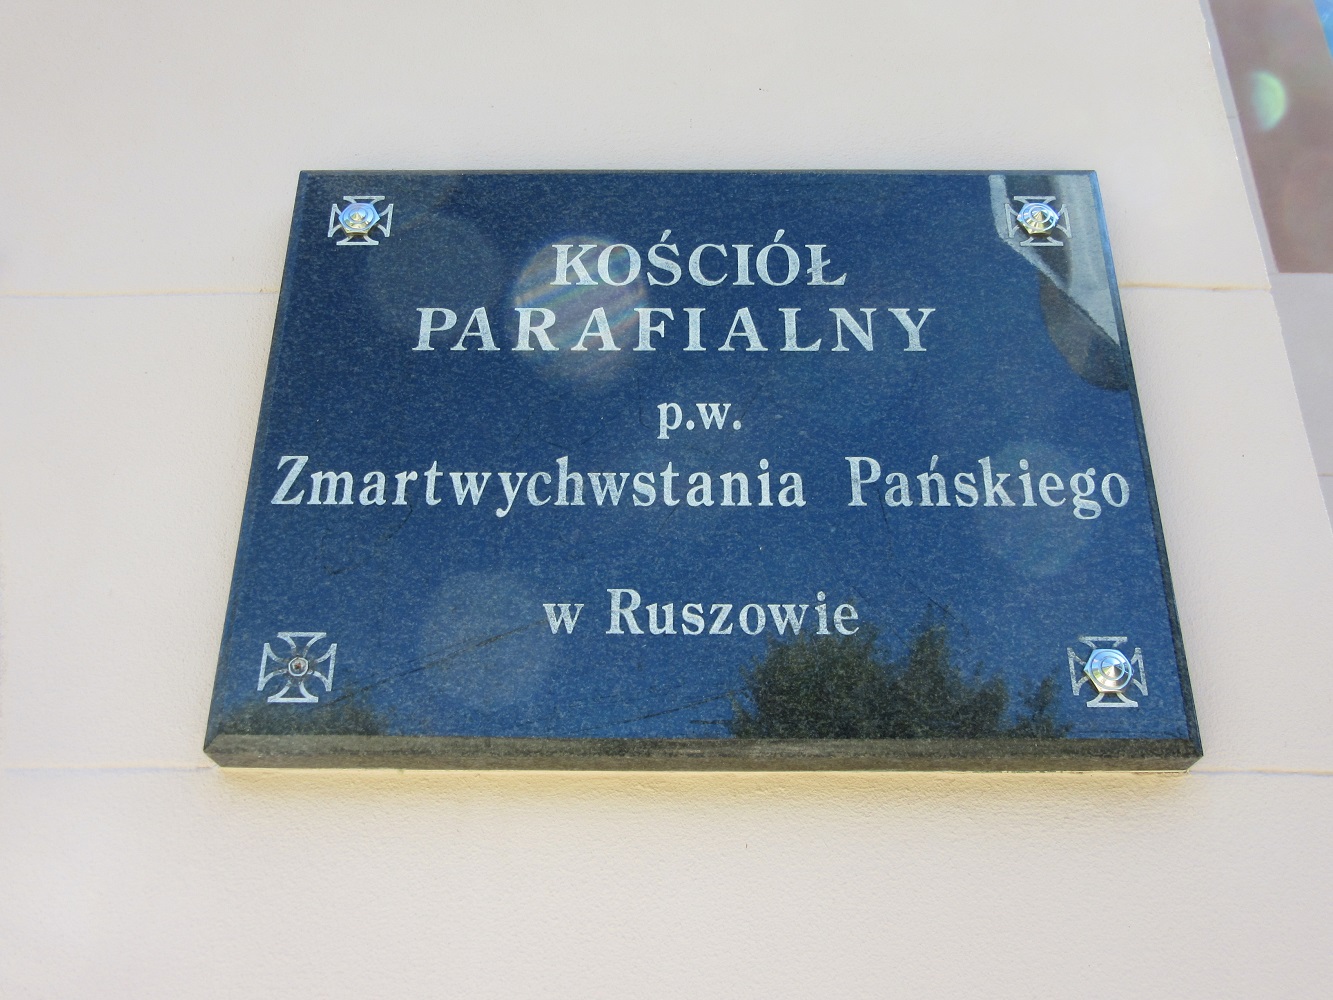 KOŚCIÓŁ
PARAFIALNY
p.w.
Zmartwychwstania Pańskiego
w Ruszowie